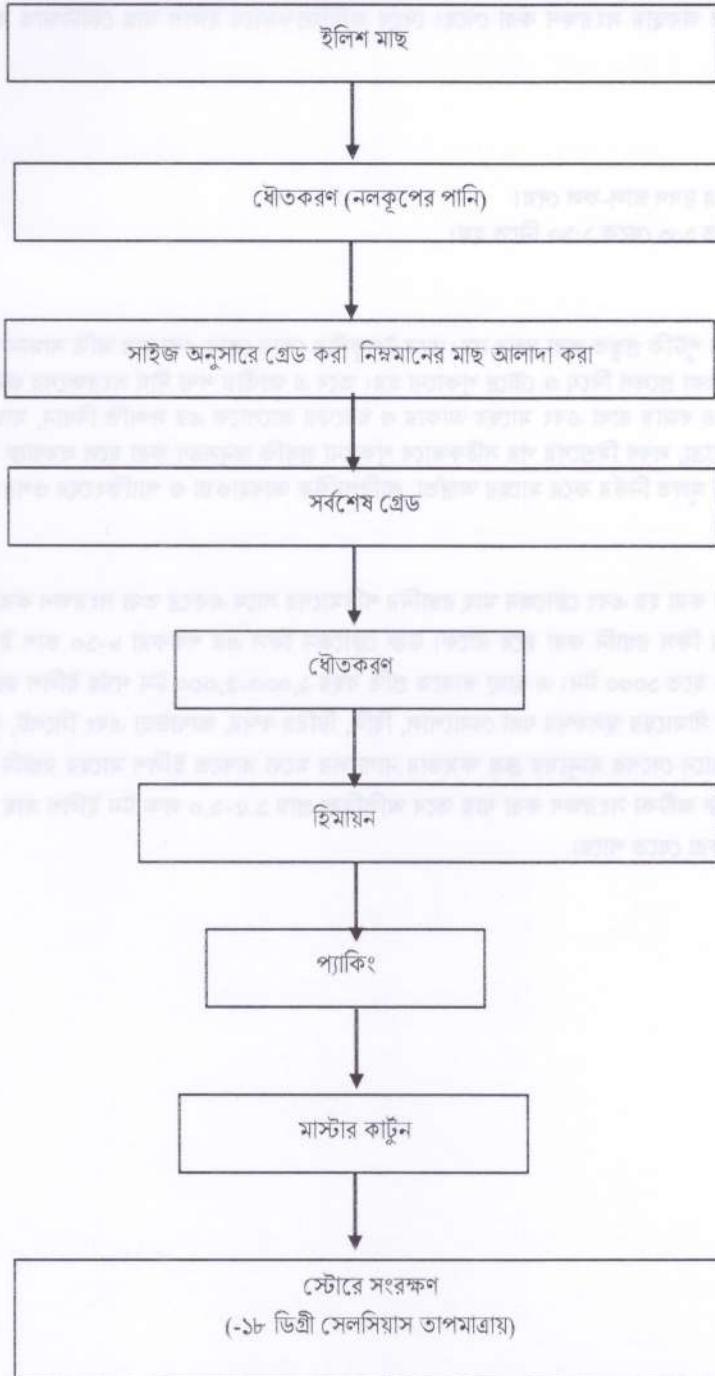 ইলিশ মাছ
ধৌতকরণ (নলকূপের পানি)
সাইজ অনুসারে গ্রেড করা নিম্নমানের মাছ আলাদা করা
সর্বশেষ গ্রেড
ধৌতকরণ
হিমায়ন
প্যাকিং
মাস্টার কার্টুন
স্টোরে সংরক্ষণ
(-১৮ ডিগ্রী সেলসিয়াস তাপমাত্রায়)